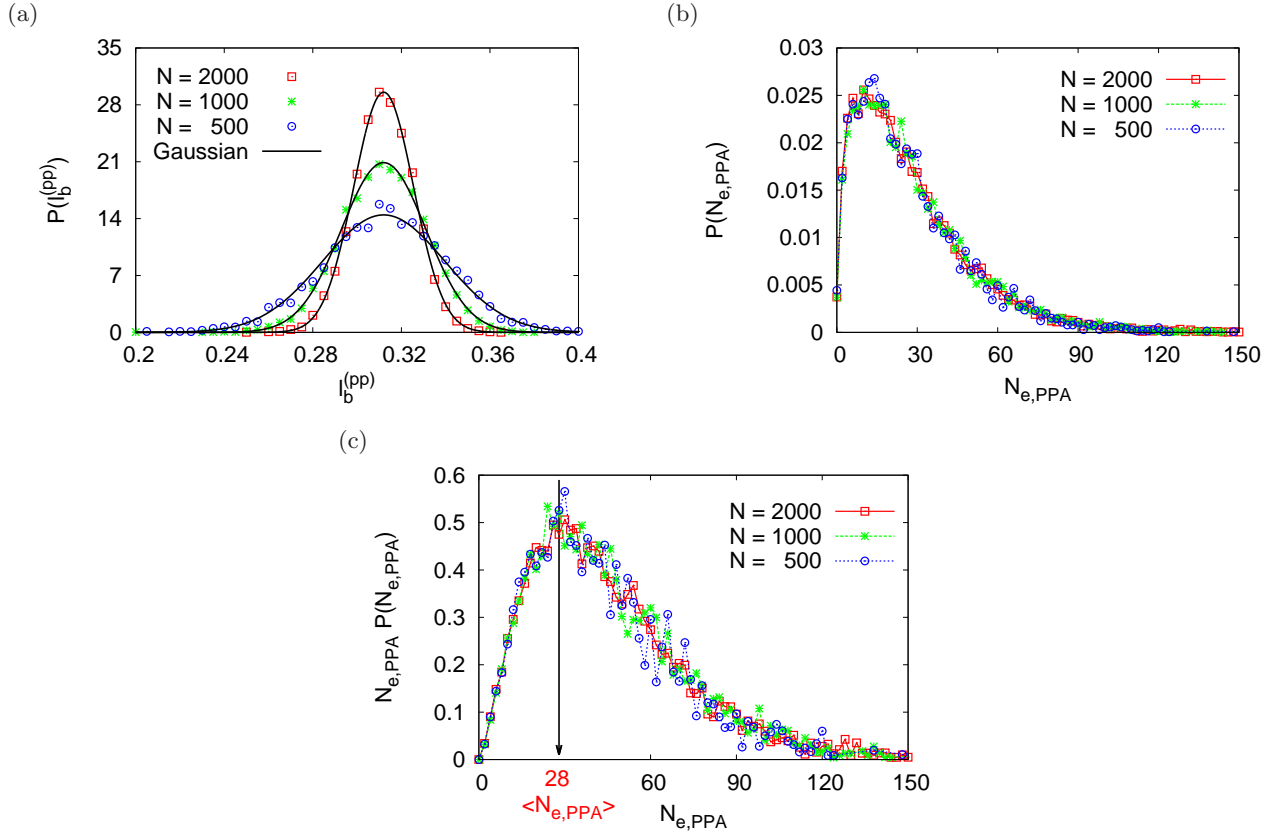 (a)
P(l_b^(pp))
35
28
21
14
7
0
N = 2000
N = 1000
N = 500
Gaussian
0.2 0.24 0.28 0.32 0.36 0.4
l_b^(pp)
(b)
P(N_e,PPA)
0.03
0.025
0.02
0.015
0.01
0.005
0
N = 2000
N = 1000
N = 500
0 30 60 90 120 150
N_e,PPA
(c)
N_e,PPA P(N_e,PPA)
0.6
0.5
0.4
0.3
0.2
0.1
0
N = 2000
N = 1000
N = 500
0 28 60 90 120 150
<N_e,PPA>
N_e,PPA